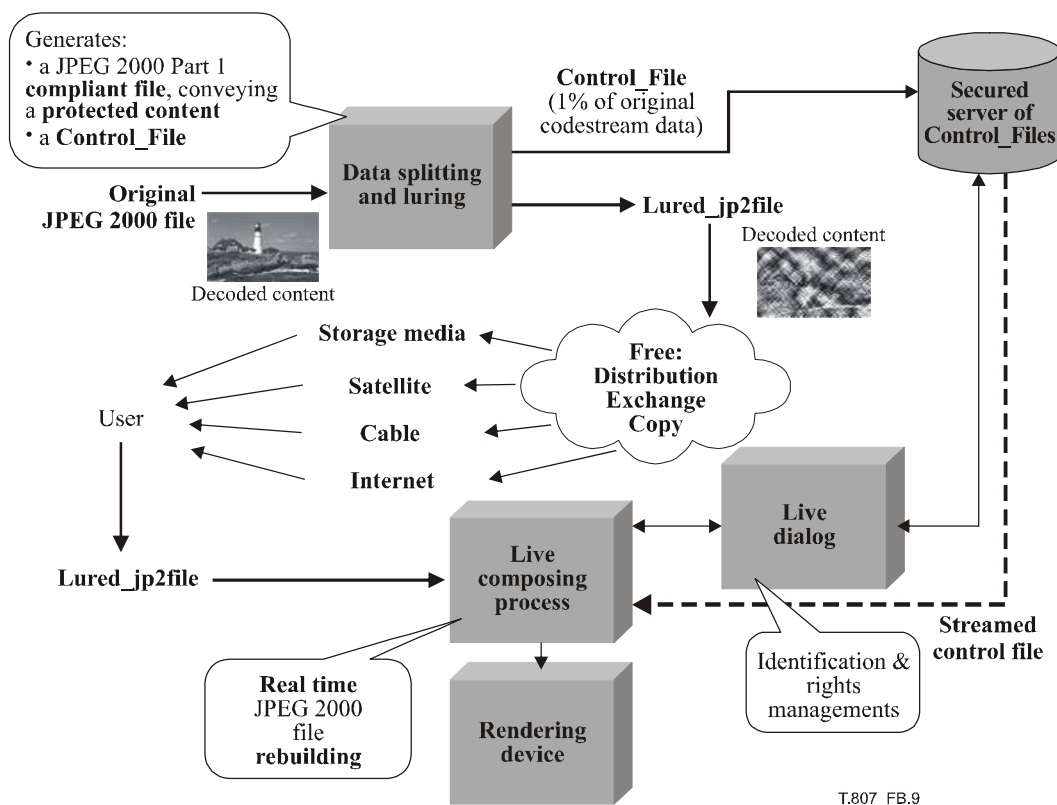 Generates:
• a JPEG 2000 Part 1
compliant file, conveying
a protected content
• a Control_File
Control_File
(1% of original
codestream data)
Secured
server of
Control_Files
Original
JPEG 2000 file
Data splitting
and luring
Lured_jp2file
Decoded content
Decoded content
Storage media
Satellite
Cable
Internet
User
Free:
Distribution
Exchange
Copy
Live
dialog
Lured_jp2file
Live
composing
process
Streamed
control file
Identification &
rights
managements
Real time
JPEG 2000
file
rebuilding
Rendering
device
T.807_FB.9